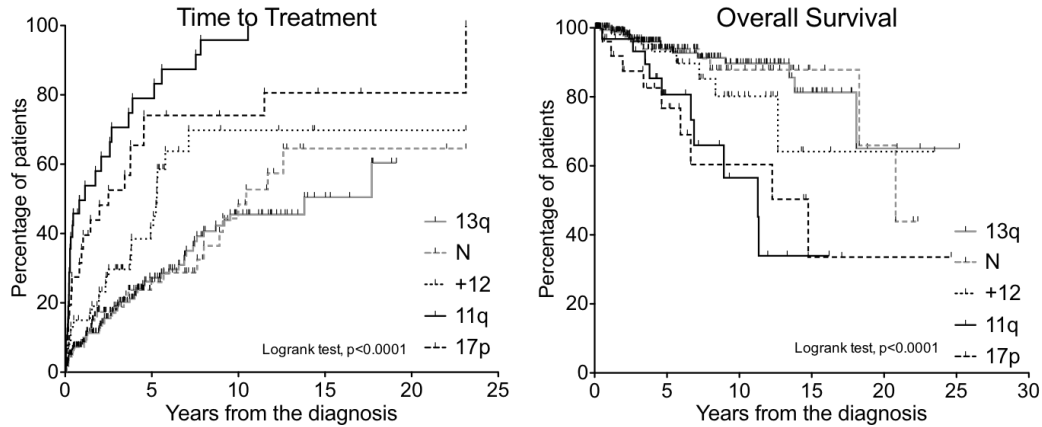 Time to Treatment
Percentage of patients
100
80
60
40
20
0
13q
N
+12
11q
17p
Logrank test, p<0.0001
0 5 10 15 20 25
Years from the diagnosis
Overall Survival
Percentage of patients
100
80
60
40
20
0
13q
N
+12
11q
17p
Logrank test, p<0.0001
0 5 10 15 20 25 30
Years from the diagnosis